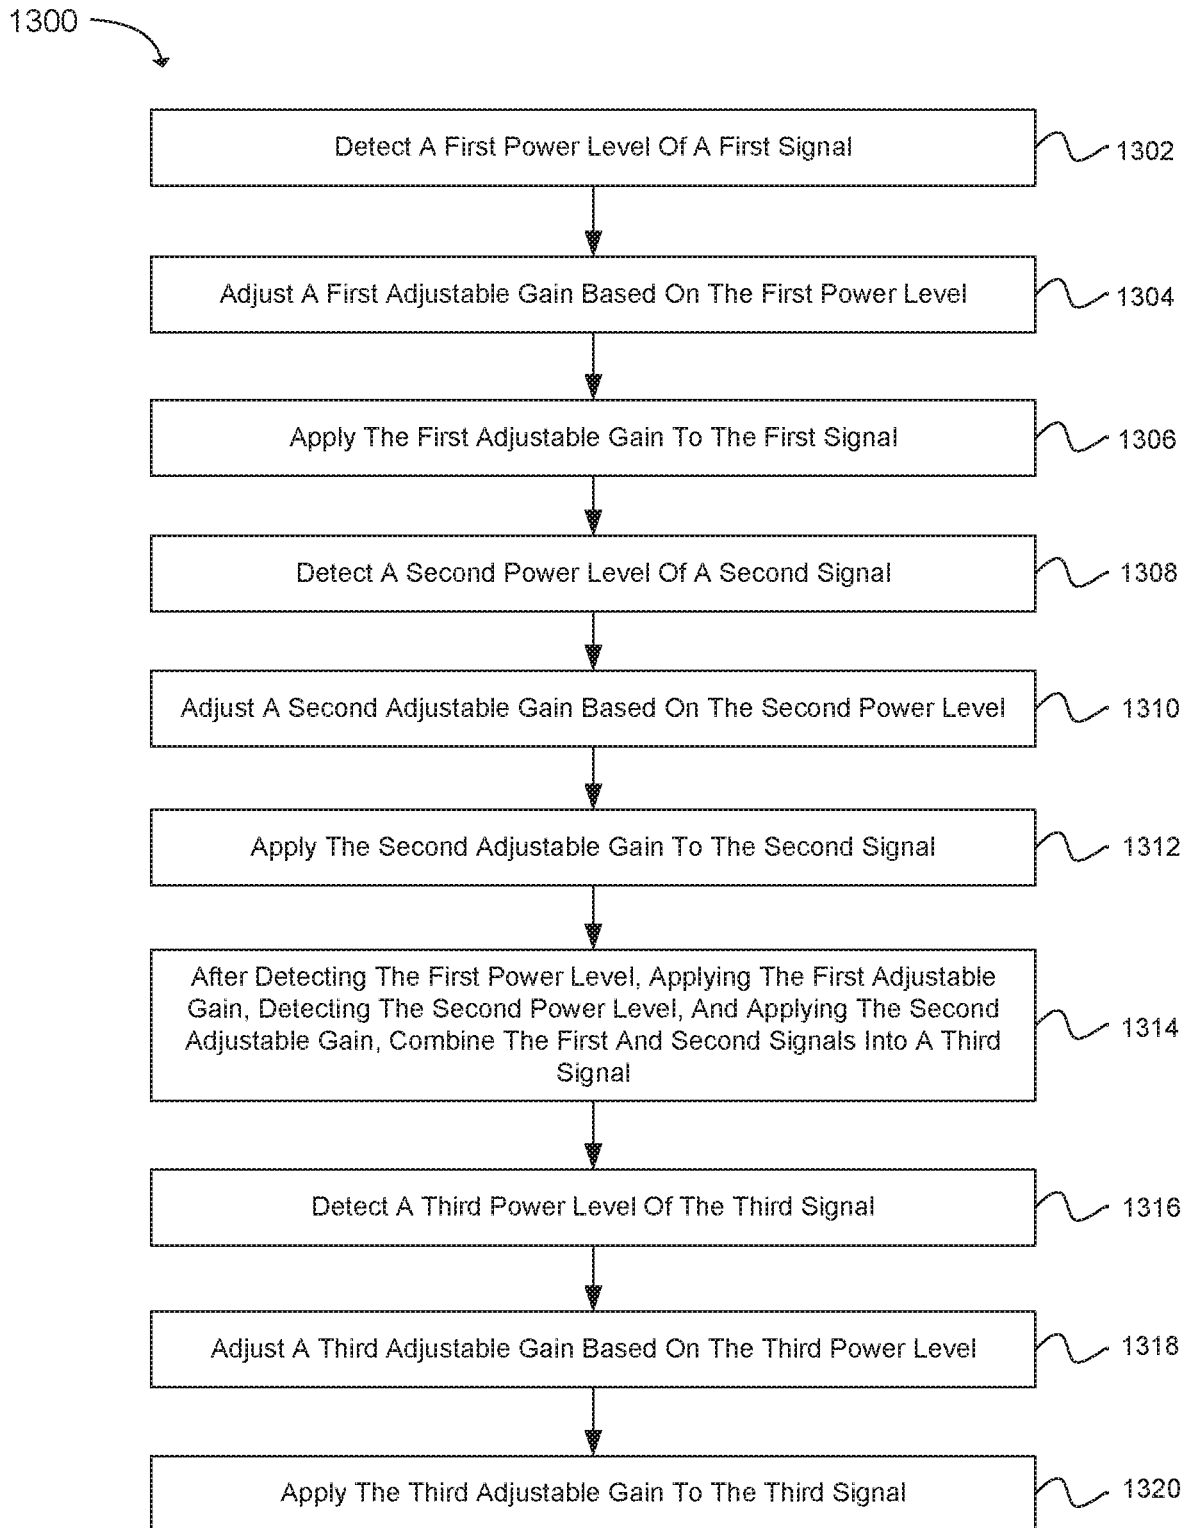 1300
Detect A First Power Level Of A First Signal
1302
Adjust A First Adjustable Gain Based On The First Power Level
1304
Apply The First Adjustable Gain To The First Signal
1306
Detect A Second Power Level Of A Second Signal
1308
Adjust A Second Adjustable Gain Based On The Second Power Level
1310
Apply The Second Adjustable Gain To The Second Signal
1312
After Detecting The First Power Level, Applying The First Adjustable
Gain, Detecting The Second Power Level, And Applying The Second
Adjustable Gain, Combine The First And Second Signals Into A Third
Signal
1314
Detect A Third Power Level Of The Third Signal
1316
Adjust A Third Adjustable Gain Based On The Third Power Level
1318
Apply The Third Adjustable Gain To The Third Signal
1320